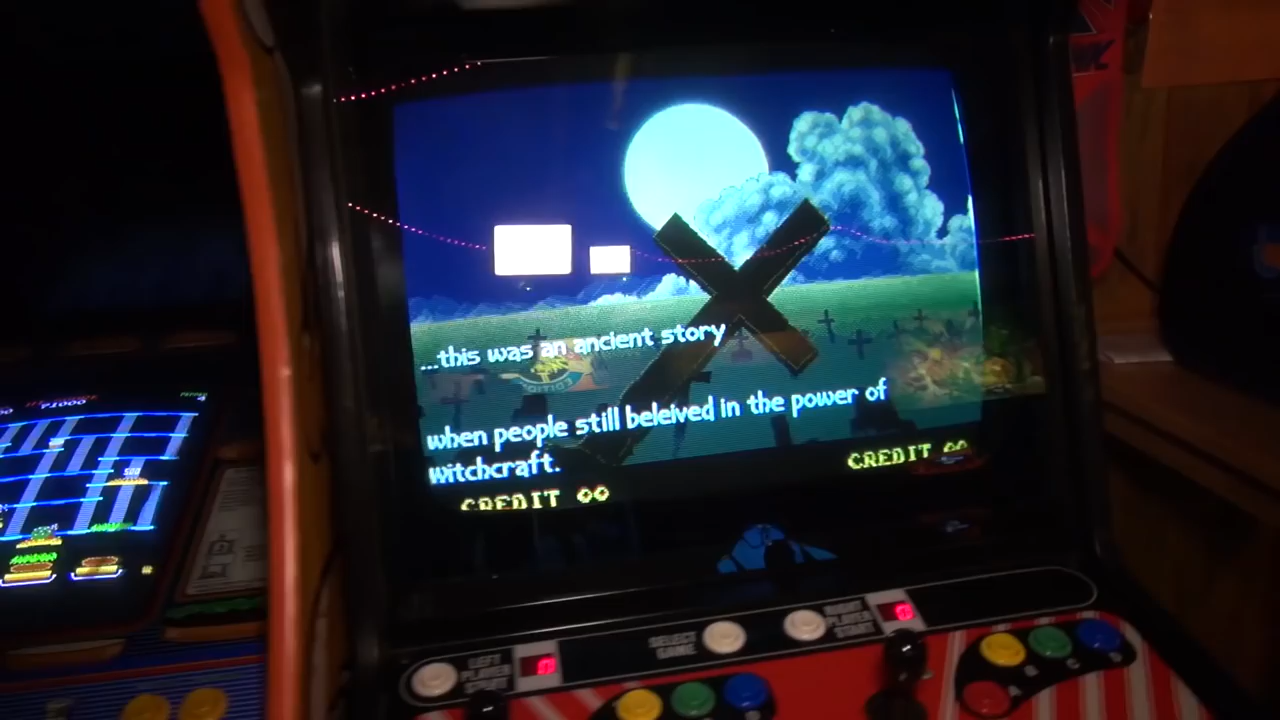 ...this was an ancient story
when people still beleived in the power of
witchcraft.
CREDIT 00
CREDIT 00
LEFT
PLAYER
START
SELECT
GAME
RIGHT
PLAYER
START
A
B
C
D